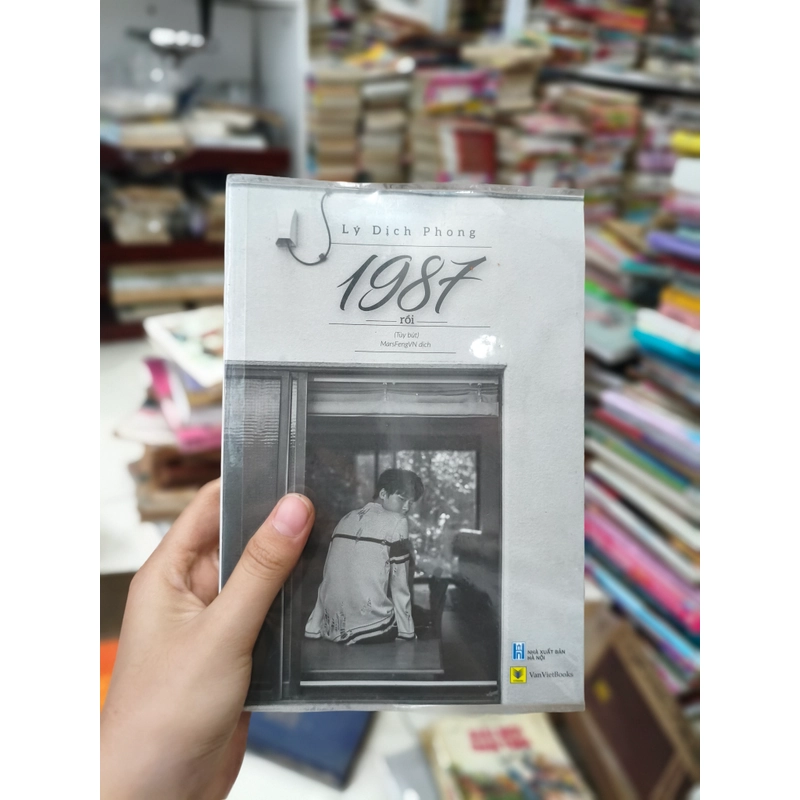 Lý Dịch Phong
1987
rồi
(Tùy bút)
MarsFengVN dịch
NHÀ XUẤT BẢN
HÀ NỘI
VanVietBooks